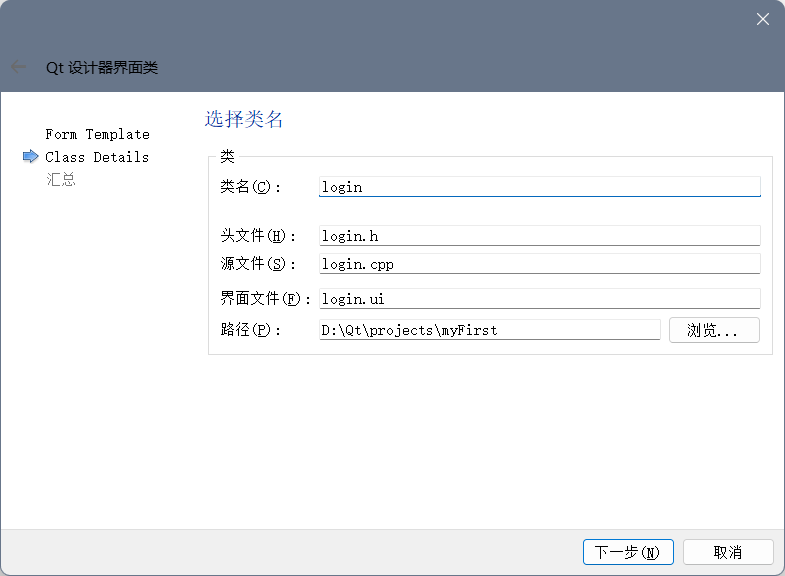 Qt 设计器界面类
选择类名
Form Template
Class Details
汇总
类
类名(C):
login
头文件(H):
login.h
源文件(S):
login.cpp
界面文件(F):
login.ui
路径(P):
D:\Qt\projects\myFirst
浏览...
下一步(N)
取消